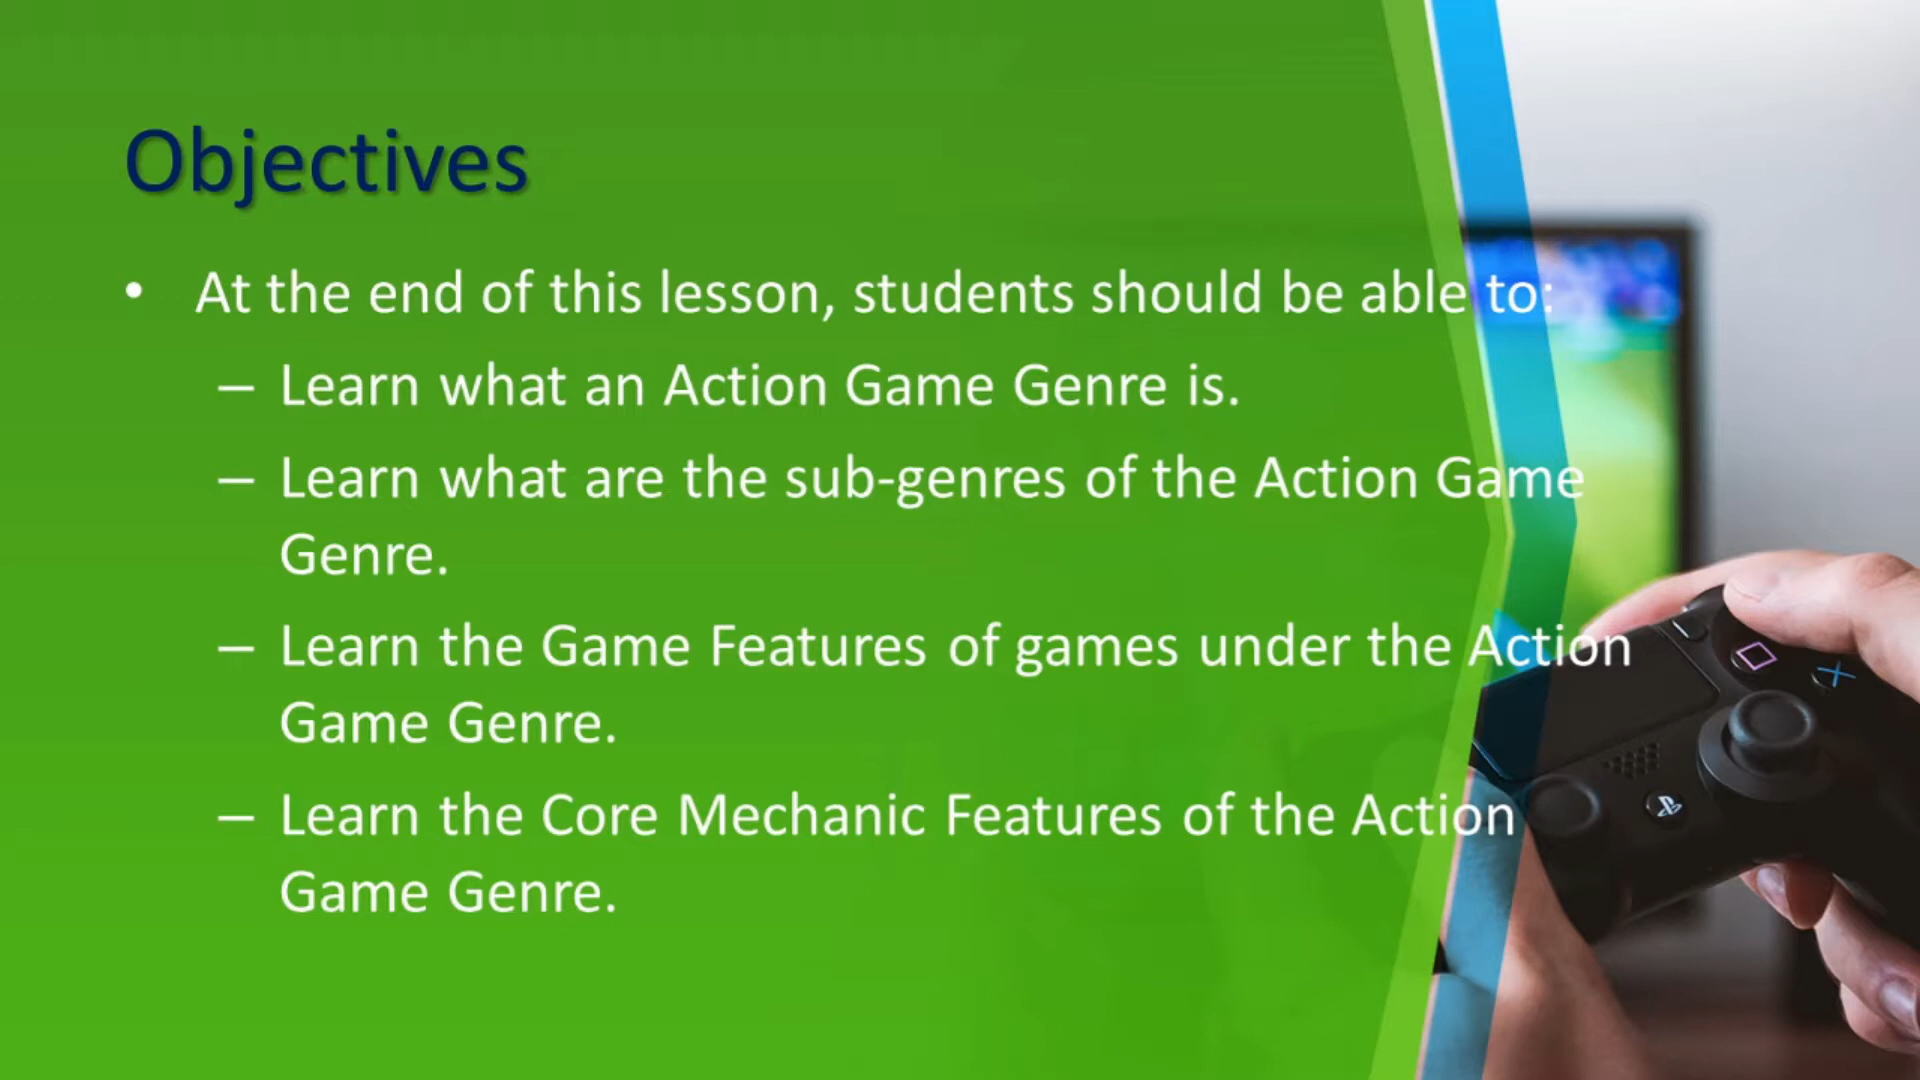 Objectives
• At the end of this lesson, students should be able to:
– Learn what an Action Game Genre is.
– Learn what are the sub-genres of the Action Game
Genre.
– Learn the Game Features of games under the Action
Game Genre.
– Learn the Core Mechanic Features of the Action
Game Genre.